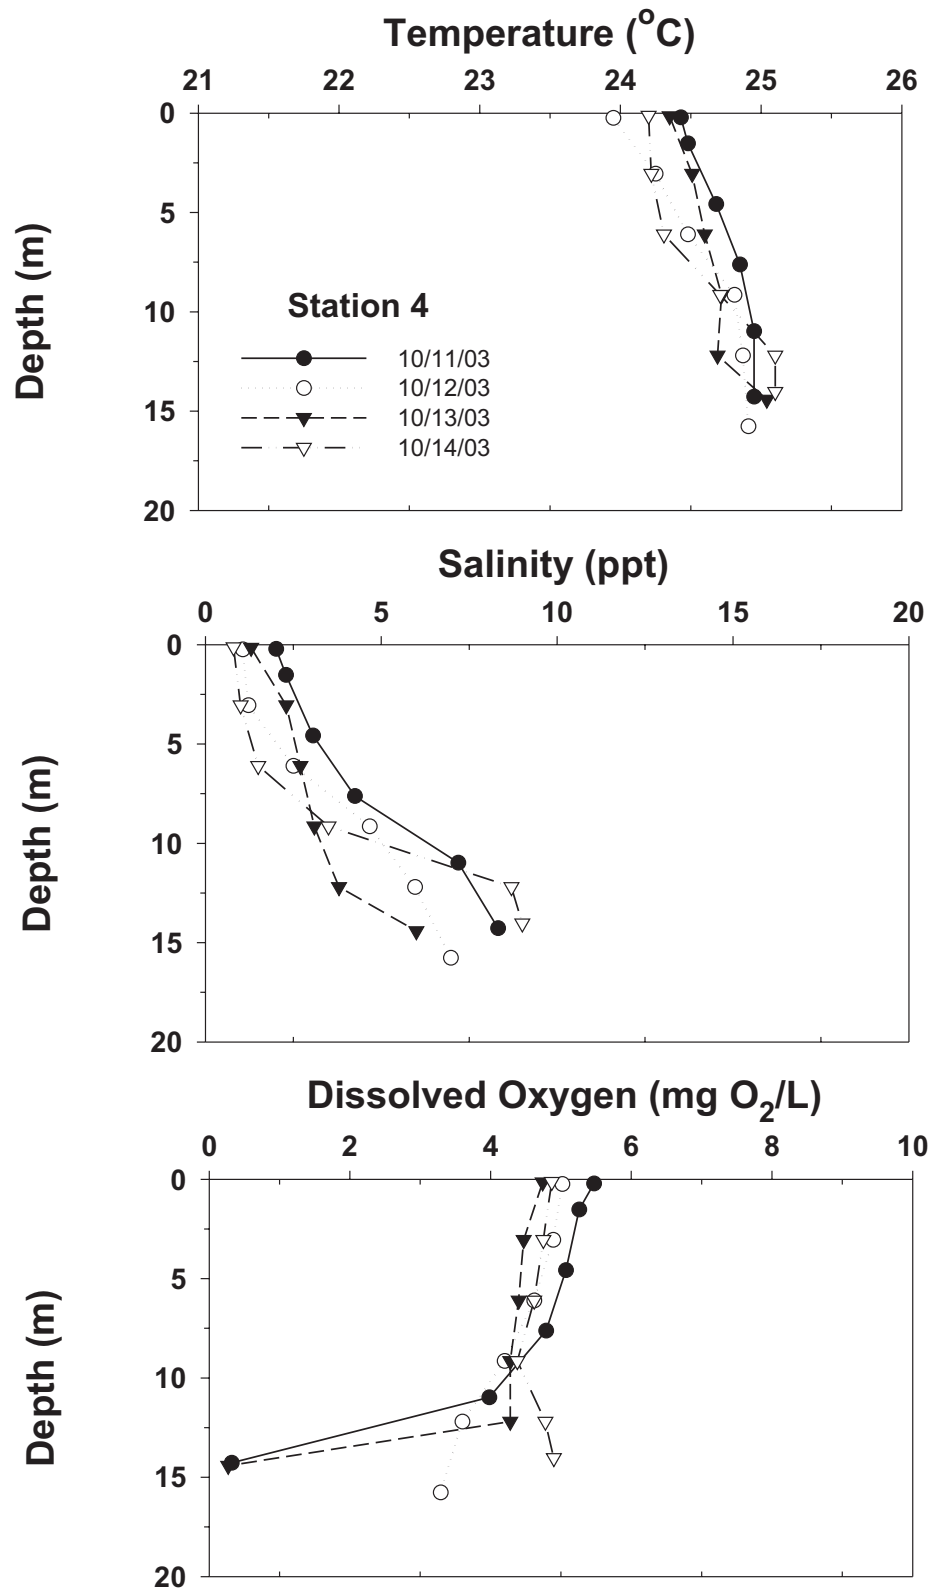 Temperature (°C)
21 22 23 24 25 26
0
5
10
15
20
Depth (m)
Station 4
10/11/03
10/12/03
10/13/03
10/14/03
Salinity (ppt)
0 5 10 15 20
0
5
10
15
20
Depth (m)
Dissolved Oxygen (mg O₂/L)
0 2 4 6 8 10
0
5
10
15
20
Depth (m)